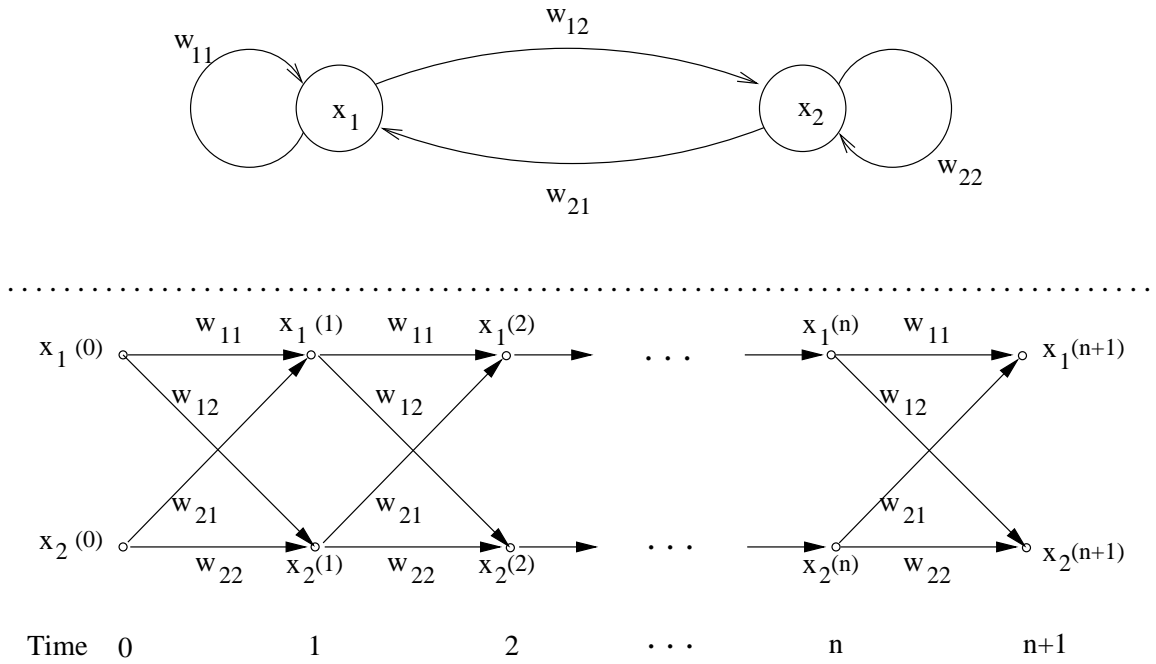 w12
w11
x1
x2
w21
w22
w11 x1(1) w11 x1(2) x1(n) w11
x1(0) . . . x1(n+1)
w12 w12 w12
w21 w21 w21
x2(0) . . . x2(n+1)
w22 x2(1) w22 x2(2) x2(n) w22
Time 0 1 2 . . . n n+1